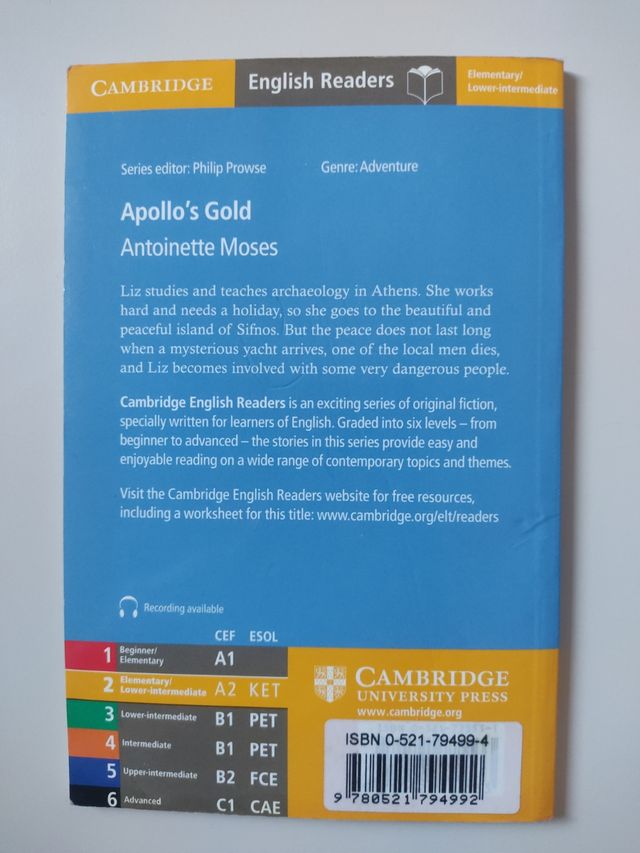 CAMBRIDGE English Readers Elementary/
Lower-intermediate
Series editor: Philip Prowse Genre: Adventure
Apollo's Gold
Antoinette Moses
Liz studies and teaches archaeology in Athens. She works
hard and needs a holiday, so she goes to the beautiful and
peaceful island of Sifnos. But the peace does not last long
when a mysterious yacht arrives, one of the local men dies,
and Liz becomes involved with some very dangerous people.
Cambridge English Readers is an exciting series of original fiction,
specially written for learners of English. Graded into six levels – from
beginner to advanced – the stories in this series provide easy and
enjoyable reading on a wide range of contemporary topics and themes.
Visit the Cambridge English Readers website for free resources,
including a worksheet for this title: www.cambridge.org/elt/readers
Recording available
CEF ESOL
1 Beginner/
Elementary A1
2 Elementary/
Lower-intermediate A2 KET
3 Lower-intermediate B1 PET
4 Intermediate B1 PET
5 Upper-intermediate B2 FCE
6 Advanced C1 CAE
CAMBRIDGE
UNIVERSITY PRESS
www.cambridge.org
ISBN 0-521-79499-4
9 780521 794992